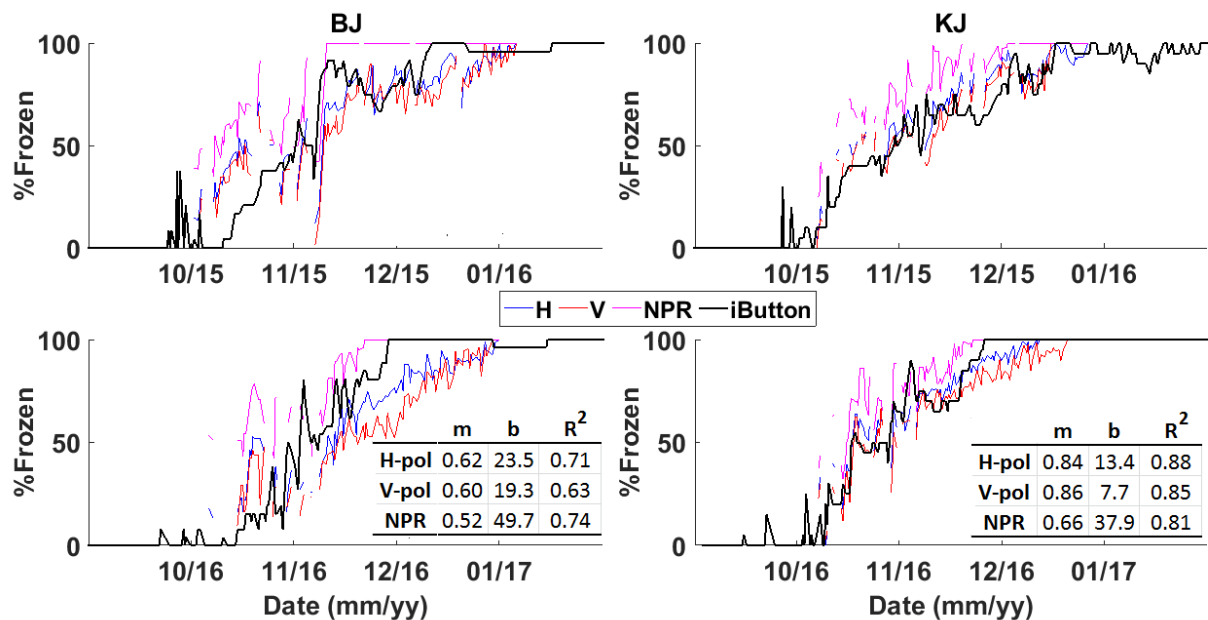 BJ
KJ
%Frozen
100
50
0
10/15 11/15 12/15 01/16
%Frozen
100
50
0
10/15 11/15 12/15 01/16
H V NPR iButton
%Frozen
100
50
0
10/16 11/16 12/16 01/17
Date (mm/yy)
m b R²
H-pol 0.62 23.5 0.71
V-pol 0.60 19.3 0.63
NPR 0.52 49.7 0.74
%Frozen
100
50
0
10/16 11/16 12/16 01/17
Date (mm/yy)
m b R²
H-pol 0.84 13.4 0.88
V-pol 0.86 7.7 0.85
NPR 0.66 37.9 0.81